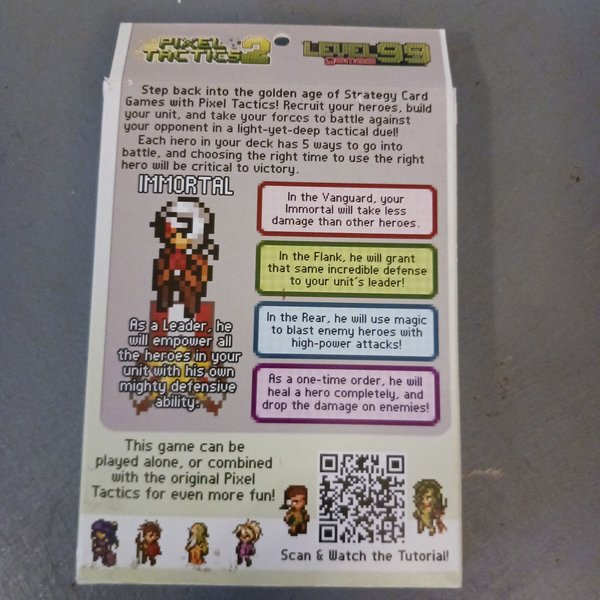 PIXEL TACTICS 2
LEVEL 99 games
Step back into the golden age of Strategy Card
Games with Pixel Tactics! Recruit your heroes, build
your unit, and take your forces to battle against
your opponent in a light-yet-deep tactical duel!
Each hero in your deck has 5 ways to go into
battle, and choosing the right time to use the right
hero will be critical to victory.
IMMORTAL
In the Vanguard, your
Immortal will take less
damage than other heroes.
In the Flank, he will grant
that same incredible defense
to your unit's leader!
In the Rear, he will use magic
to blast enemy heroes with
high-power attacks!
As a one-time order, he will
heal a hero completely, and
drop the damage on enemies!
As a Leader, he
will empower all
the heroes in your
unit with his own
mighty defensive
ability.
This game can be
played alone, or combined
with the original Pixel
Tactics for even more fun!
Scan & Watch the Tutorial!